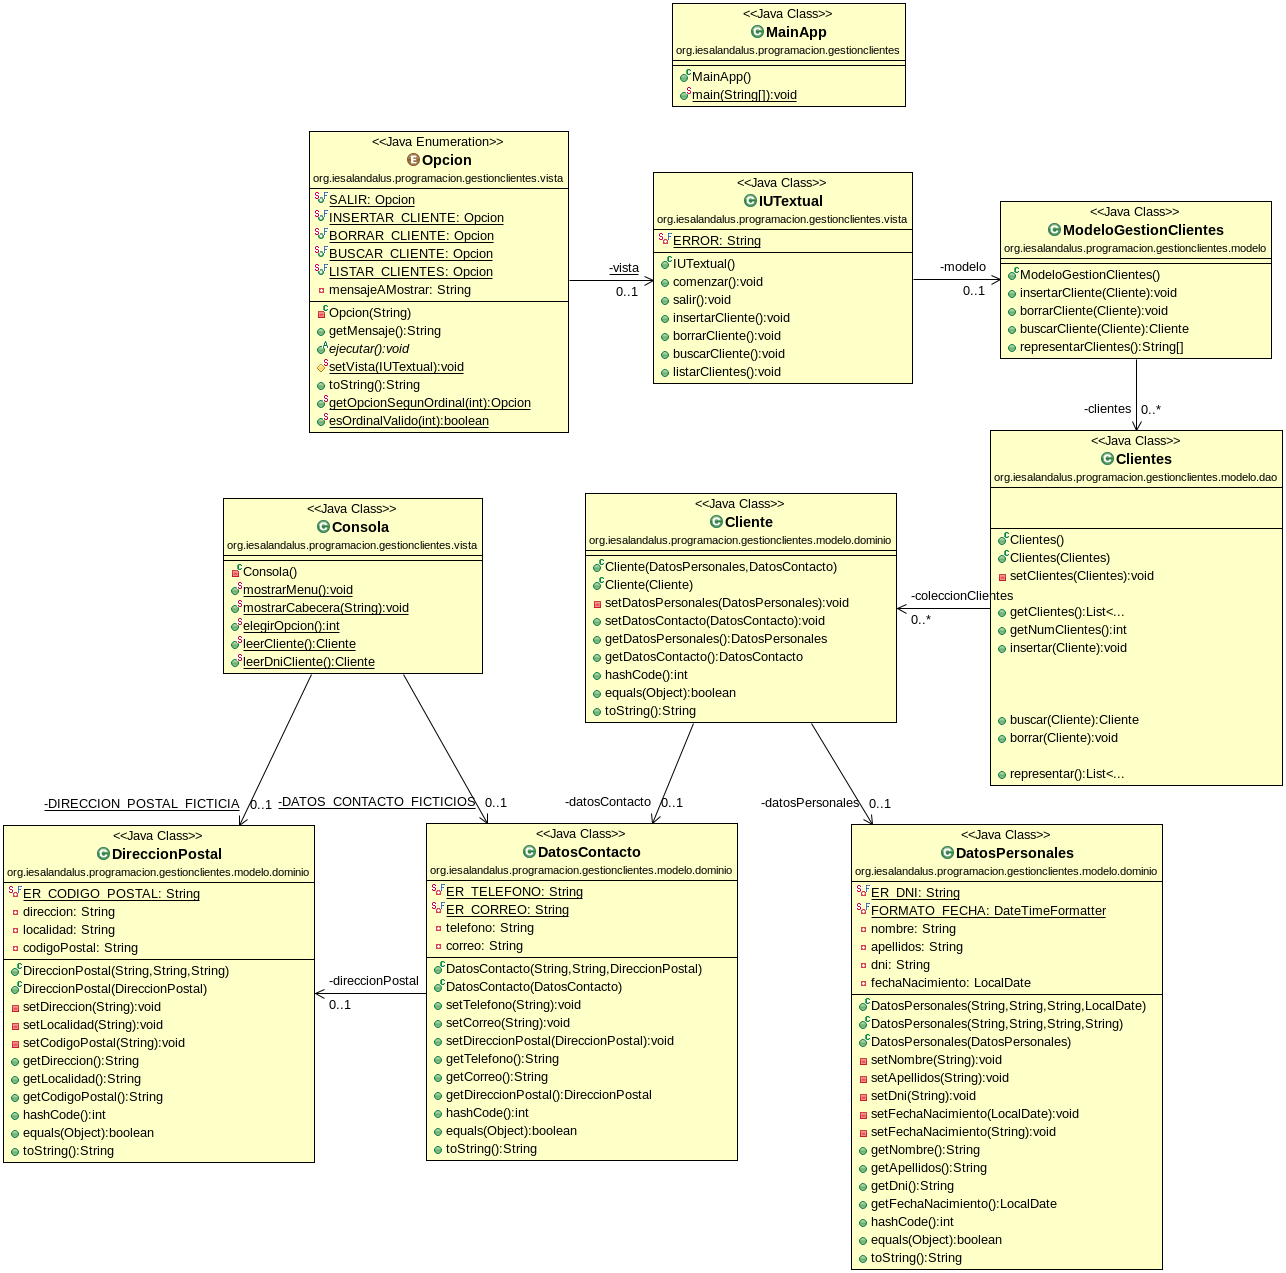 <<Java Class>>
MainApp
org.iesalandalus.programacion.gestionclientes
MainApp()
main(String[]):void
<<Java Enumeration>>
Opcion
org.iesalandalus.programacion.gestionclientes.vista
SALIR: Opcion
INSERTAR_CLIENTE: Opcion
BORRAR_CLIENTE: Opcion
BUSCAR_CLIENTE: Opcion
LISTAR_CLIENTES: Opcion
mensajeAMostrar: String
Opcion(String)
getMensaje():String
ejecutar():void
setVista(IUTextual):void
toString():String
getOpcionSegunOrdinal(int):Opcion
esOrdinalValido(int):boolean
-vista
0..1
<<Java Class>>
IUTextual
org.iesalandalus.programacion.gestionclientes.vista
ERROR: String
IUTextual()
comenzar():void
salir():void
insertarCliente():void
borrarCliente():void
buscarCliente():void
listarClientes():void
-modelo
0..1
<<Java Class>>
ModeloGestionClientes
org.iesalandalus.programacion.gestionclientes.modelo
ModeloGestionClientes()
insertarCliente(Cliente):void
borrarCliente(Cliente):void
buscarCliente(Cliente):Cliente
representarClientes():String[]
-clientes
0..*
<<Java Class>>
Clientes
org.iesalandalus.programacion.gestionclientes.modelo.dao
Clientes()
Clientes(Clientes)
setClientes(Clientes):void
getClientes():List<...
getNumClientes():int
insertar(Cliente):void
buscar(Cliente):Cliente
borrar(Cliente):void
representar():List<...
-coleccionClientes
0..*
<<Java Class>>
Cliente
org.iesalandalus.programacion.gestionclientes.modelo.dominio
Cliente(DatosPersonales,DatosContacto)
Cliente(Cliente)
setDatosPersonales(DatosPersonales):void
setDatosContacto(DatosContacto):void
getDatosPersonales():DatosPersonales
getDatosContacto():DatosContacto
hashCode():int
equals(Object):boolean
toString():String
<<Java Class>>
Consola
org.iesalandalus.programacion.gestionclientes.vista
Consola()
mostrarMenu():void
mostrarCabecera(String):void
elegirOpcion():int
leerCliente():Cliente
leerDniCliente():Cliente
-DIRECCION_POSTAL_FICTICIA
0..1
-DATOS_CONTACTO_FICTICIOS
0..1
-datosContacto
0..1
-datosPersonales
0..1
<<Java Class>>
DireccionPostal
org.iesalandalus.programacion.gestionclientes.modelo.dominio
ER_CODIGO_POSTAL: String
direccion: String
localidad: String
codigoPostal: String
DireccionPostal(String,String,String)
DireccionPostal(DireccionPostal)
setDireccion(String):void
setLocalidad(String):void
setCodigoPostal(String):void
getDireccion():String
getLocalidad():String
getCodigoPostal():String
hashCode():int
equals(Object):boolean
toString():String
-direccionPostal
0..1
<<Java Class>>
DatosContacto
org.iesalandalus.programacion.gestionclientes.modelo.dominio
ER_TELEFONO: String
ER_CORREO: String
telefono: String
correo: String
DatosContacto(String,String,DireccionPostal)
DatosContacto(DatosContacto)
setTelefono(String):void
setCorreo(String):void
setDireccionPostal(DireccionPostal):void
getTelefono():String
getCorreo():String
getDireccionPostal():DireccionPostal
hashCode():int
equals(Object):boolean
toString():String
<<Java Class>>
DatosPersonales
org.iesalandalus.programacion.gestionclientes.modelo.dominio
ER_DNI: String
FORMATO_FECHA: DateTimeFormatter
nombre: String
apellidos: String
dni: String
fechaNacimiento: LocalDate
DatosPersonales(String,String,String,LocalDate)
DatosPersonales(String,String,String,String)
DatosPersonales(DatosPersonales)
setNombre(String):void
setApellidos(String):void
setDni(String):void
setFechaNacimiento(LocalDate):void
setFechaNacimiento(String):void
getNombre():String
getApellidos():String
getDni():String
getFechaNacimiento():LocalDate
hashCode():int
equals(Object):boolean
toString():String